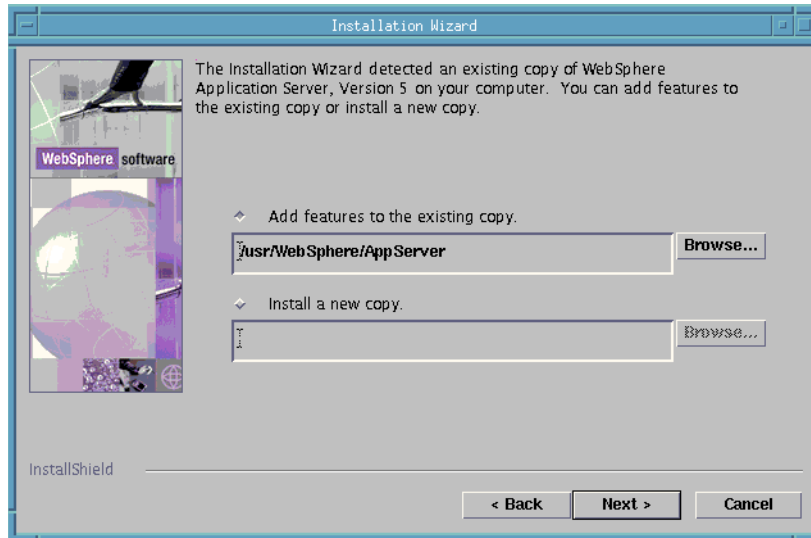 Installation Wizard
The Installation Wizard detected an existing copy of WebSphere
Application Server, Version 5 on your computer. You can add features to
the existing copy or install a new copy.
WebSphere software
Add features to the existing copy.
/usr/WebSphere/AppServer
Browse...
Install a new copy.
Browse...
InstallShield
< Back
Next >
Cancel